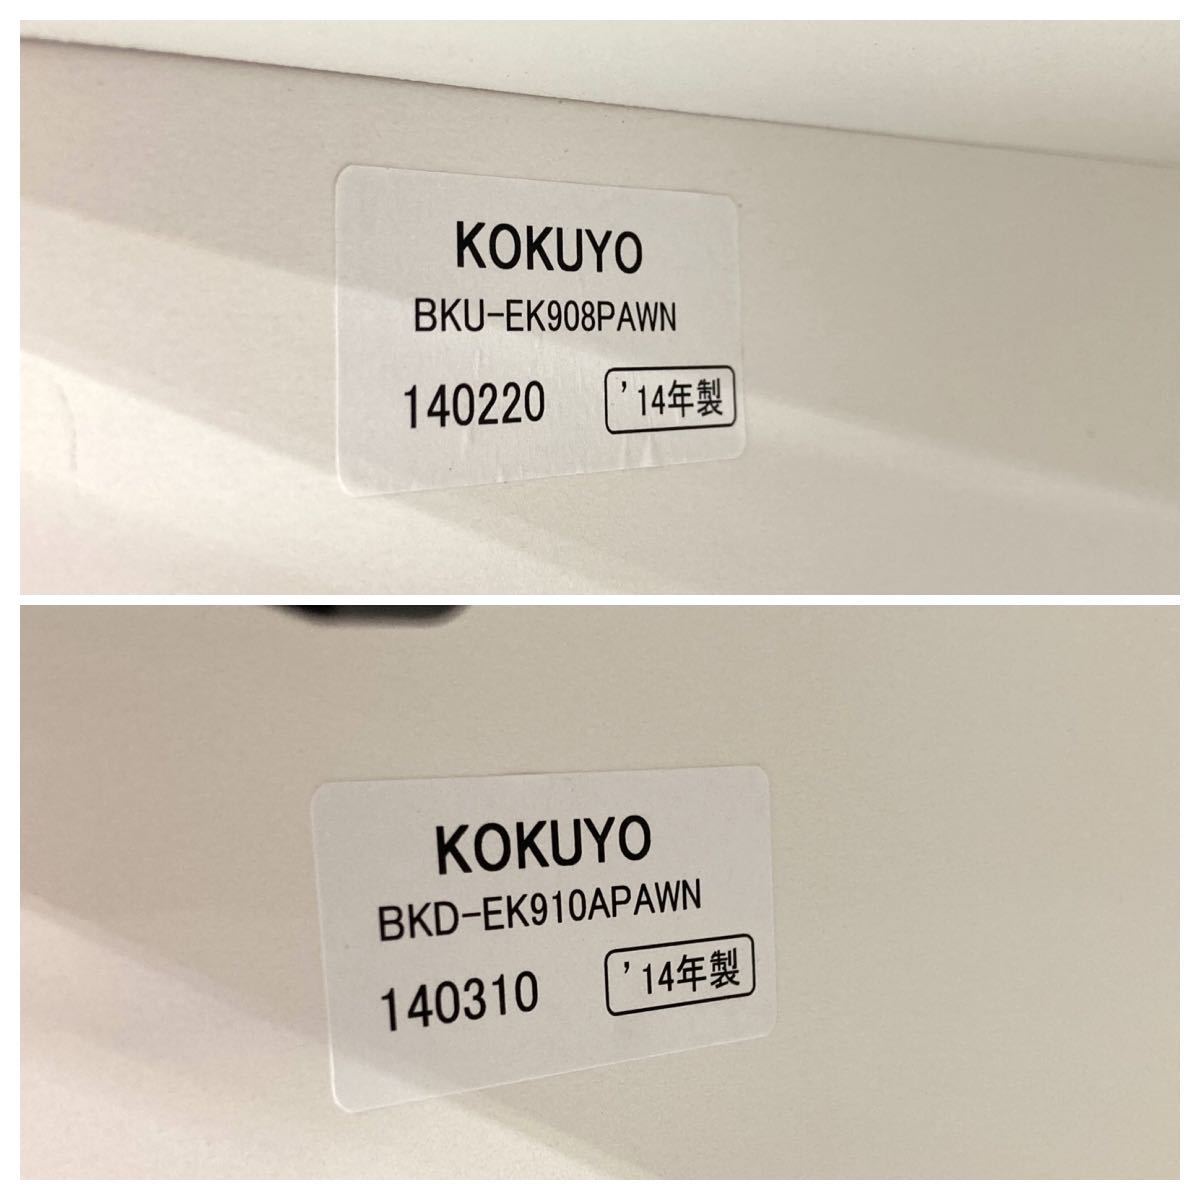 KOKUYO
BKU-EK908PAWN
140220 '14年製
KOKUYO
BKD-EK910APAWN
140310 '14年製